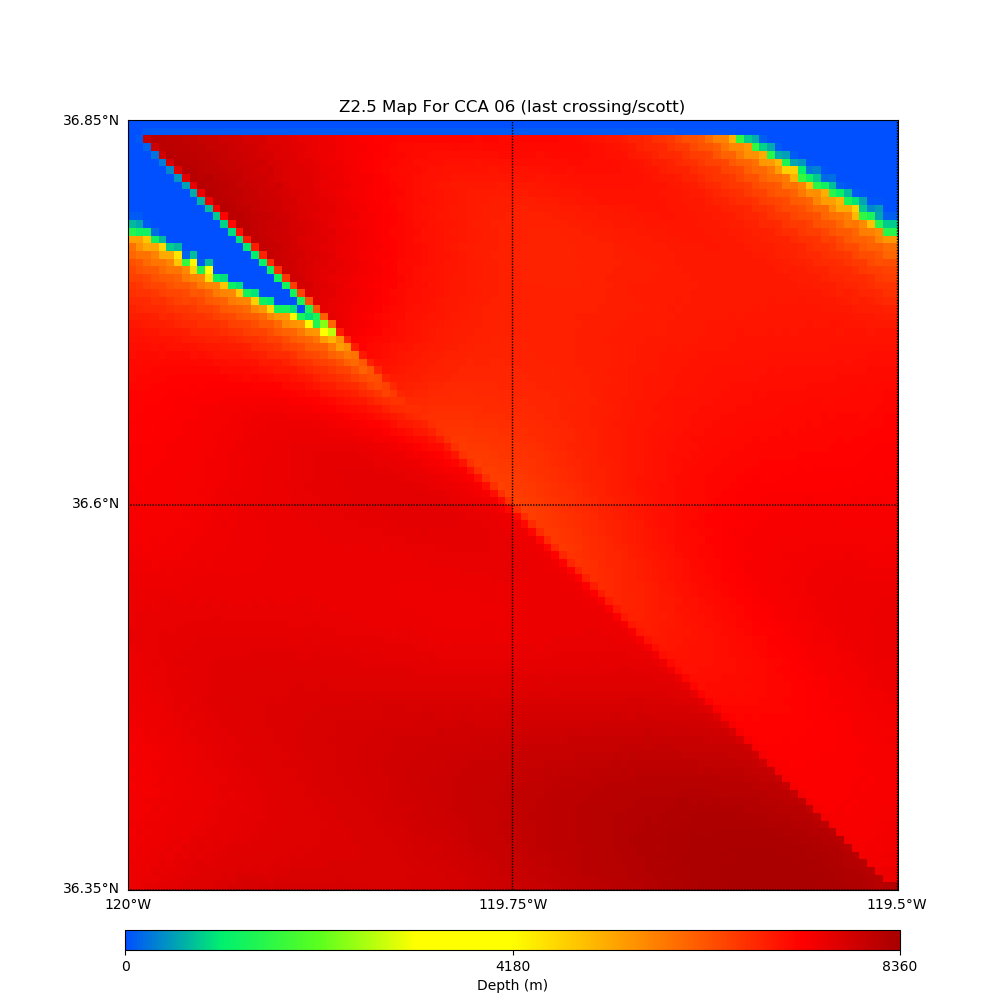 Z2.5 Map For CCA 06 (last crossing/scott)
36.85°N
36.6°N
36.35°N
120°W 119.75°W 119.5°W
0 4180 8360
Depth (m)